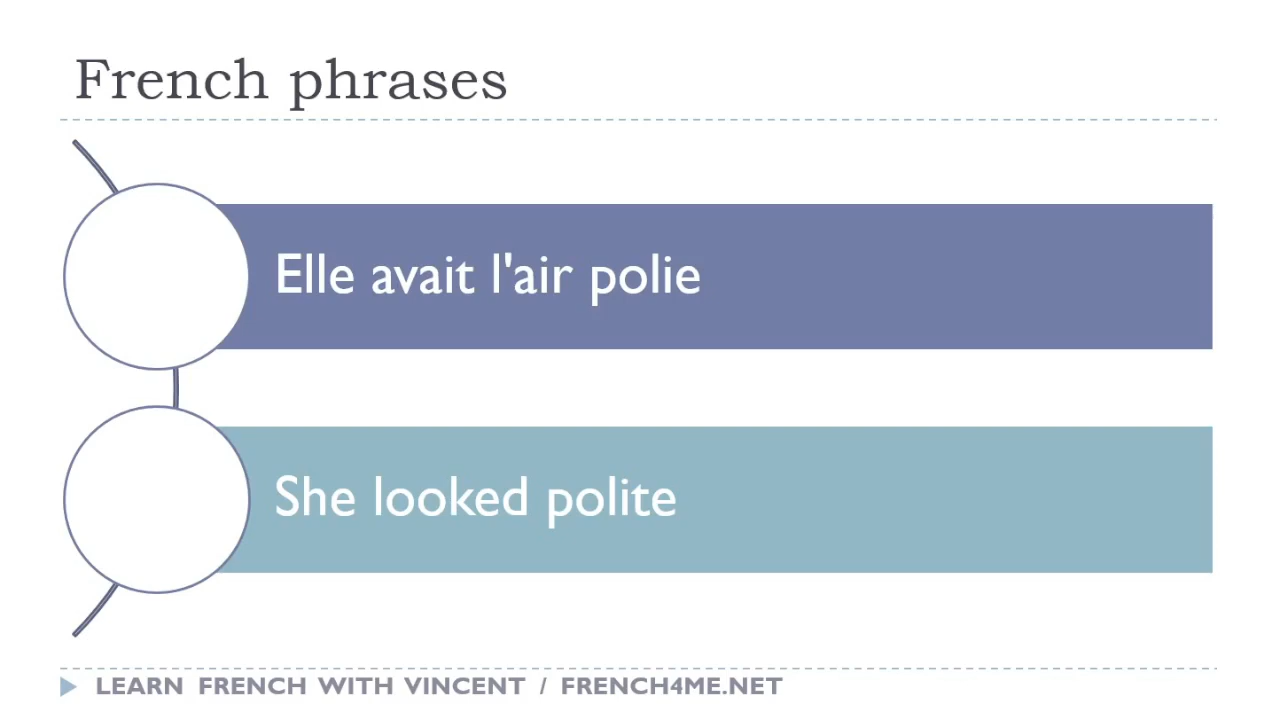 French phrases
Elle avait l'air polie
She looked polite
LEARN FRENCH WITH VINCENT / FRENCH4ME.NET